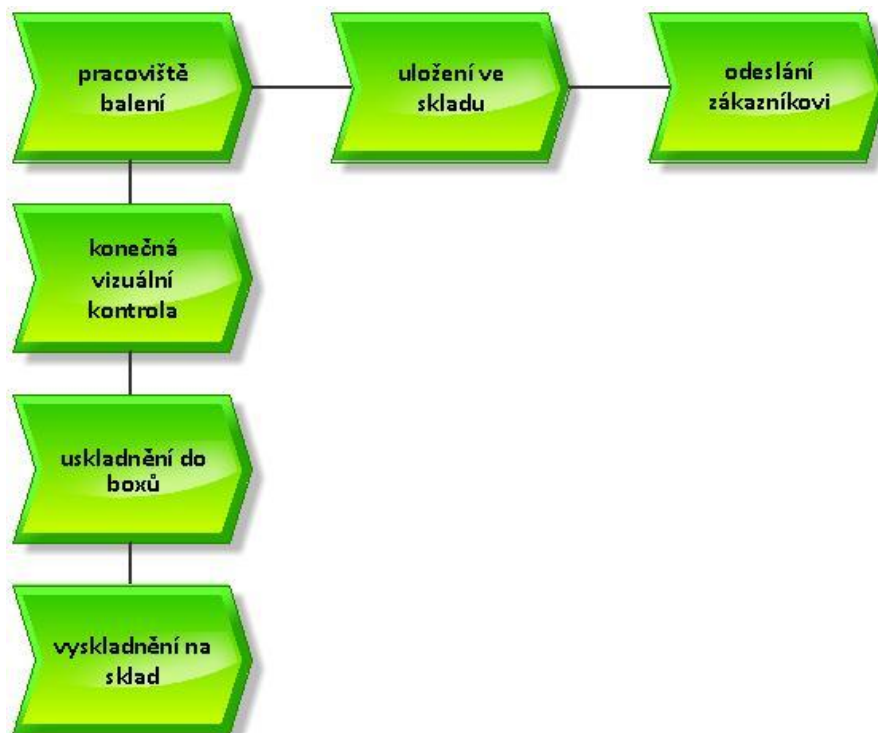 pracoviště
balení
uložení ve
skladu
odeslání
zákazníkovi
konečná
vizuální
kontrola
uskladnění do
boxů
vyskladnění na
sklad